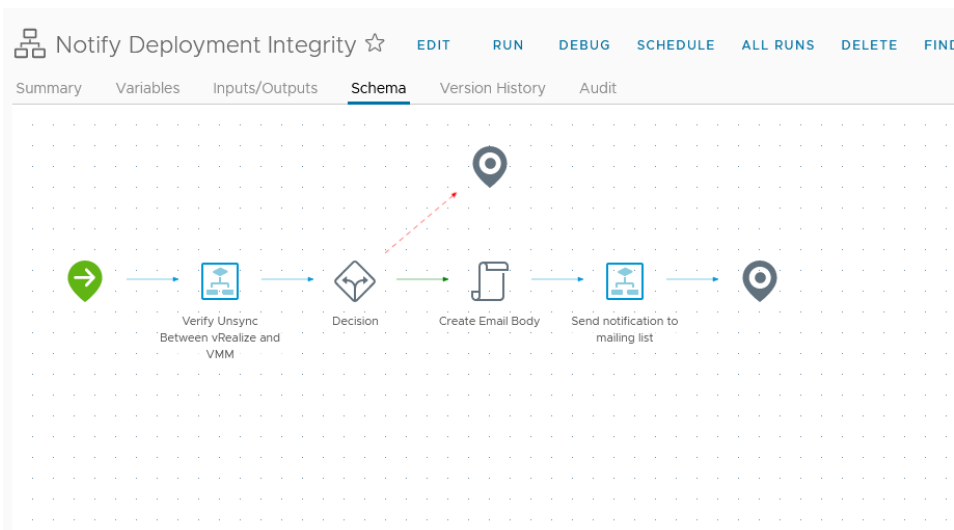 Notify Deployment Integrity EDIT RUN DEBUG SCHEDULE ALL RUNS DELETE FIND
Summary Variables Inputs/Outputs Schema Version History Audit
Verify Unsync
Between vRealize and
VMM
Decision
Create Email Body
Send notification to
mailing list